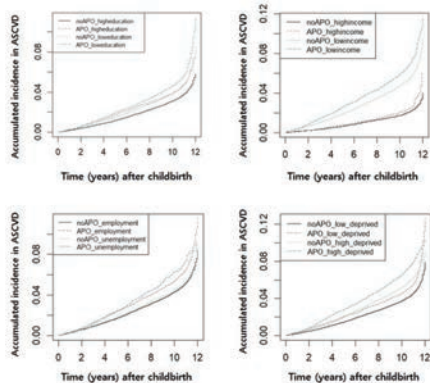 Accumulated incidence in ASCVD
0.00 0.04 0.08
noAPO_higheducation
APO_higheducation
noAPO_loweducation
APO_loweducation
0 2 4 6 8 10 12
Time (years) after childbirth
Accumulated incidence in ASCVD
0.00 0.04 0.08
noAPO_highincome
APO_highincome
noAPO_lowincome
APO_lowincome
0 2 4 6 8 10 12
Time (years) after childbirth
Accumulated incidence in ASCVD
0.00 0.04 0.08
noAPO_employment
APO_employment
noAPO_unemployment
APO_unemployment
0 2 4 6 8 10 12
Time (years) after childbirth
Accumulated incidence in ASCVD
0.00 0.04 0.08 0.12
noAPO_low_deprived
APO_low_deprived
noAPO_high_deprived
APO_high_deprived
0 2 4 6 8 10 12
Time (years) after childbirth